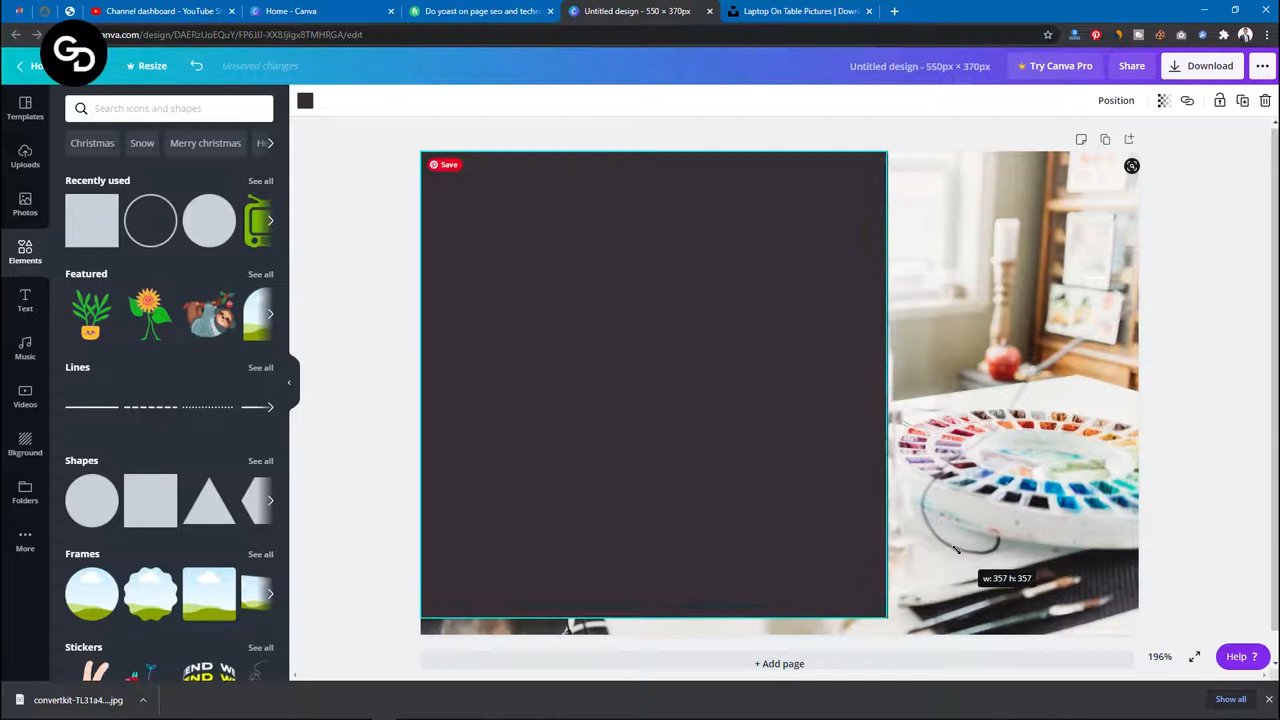 Channel dashboard - YouTube S
Home - Canva
Do yoast on page seo and techn
Untitled design - 550 × 370px
Laptop On Table Pictures | Down
canva.com/design/DAERzUoEQuY/FP6JJJ-XX8Jjlgx8TMHRGA/edit
GD
Resize
Unsaved changes
Untitled design - 550px × 370px
Try Canva Pro
Share
Download
Templates
Uploads
Photos
Elements
Text
Music
Videos
Bkground
Folders
More
Search icons and shapes
Christmas
Snow
Merry christmas
Recently used
See all
Featured
See all
Lines
See all
Shapes
See all
Frames
See all
Stickers
See all
Position
Save
w: 357 h: 357
+ Add page
196%
Help ?
convertkit-TL31a4....jpg
Show all